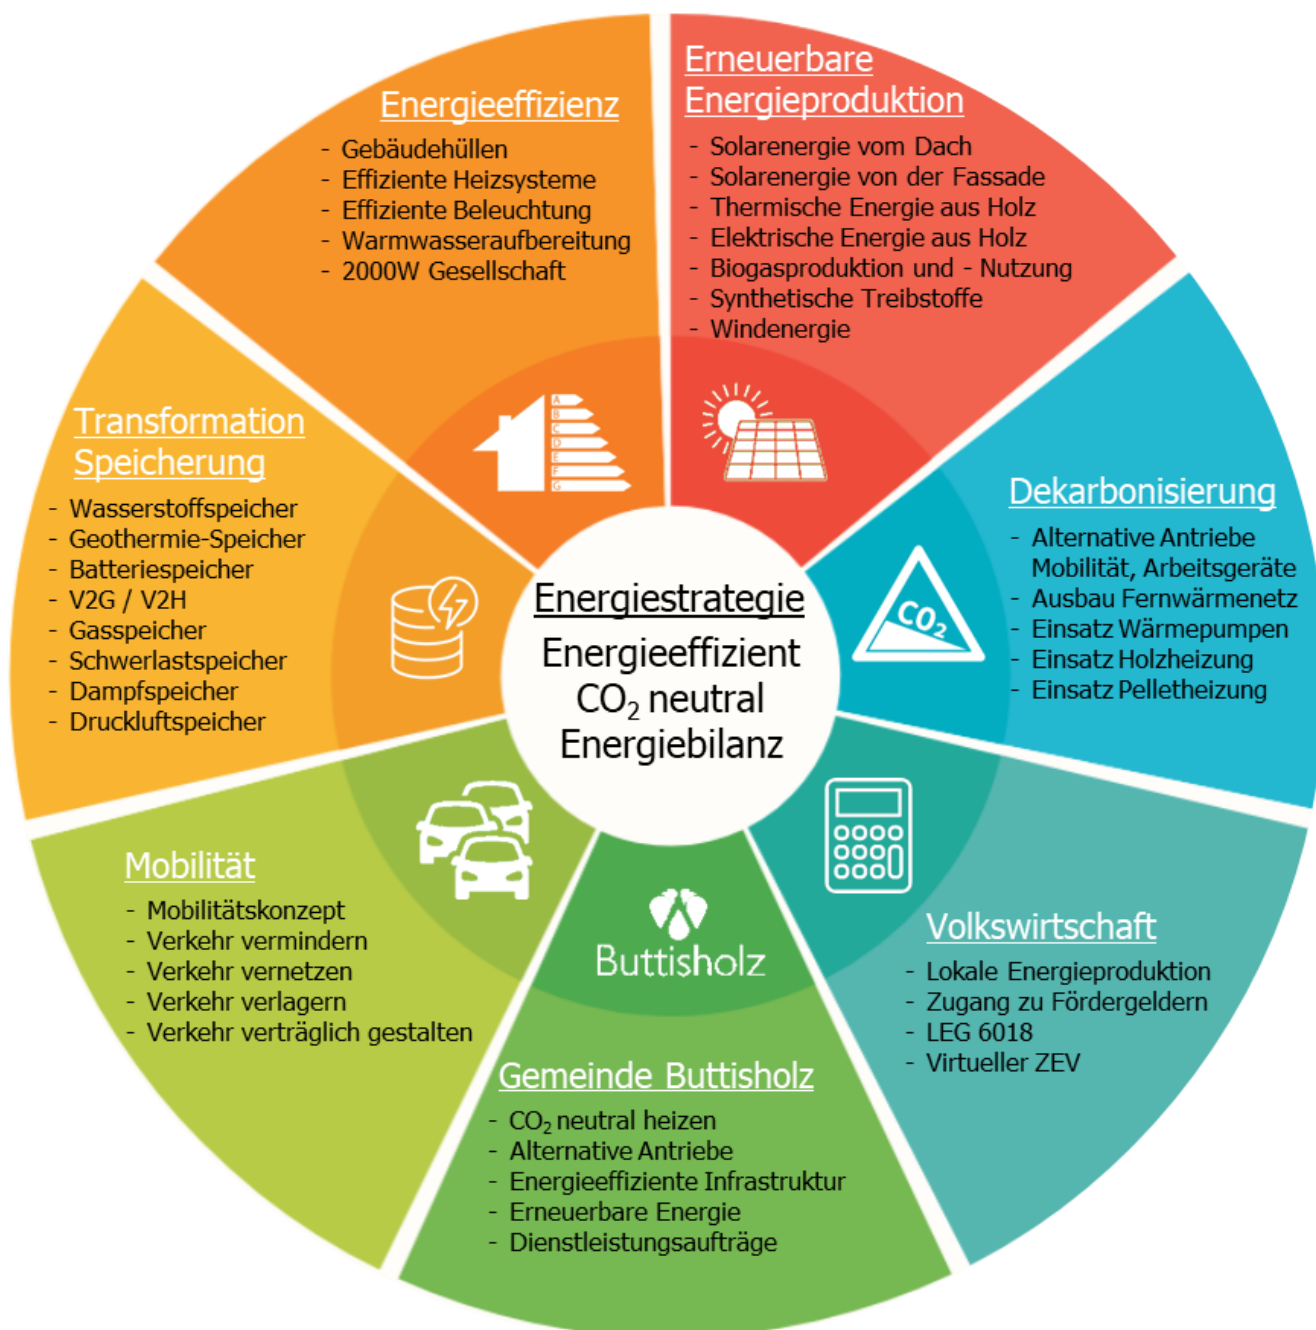 Energieeffizienz
- Gebäudehüllen
- Effiziente Heizsysteme
- Effiziente Beleuchtung
- Warmwasseraufbereitung
- 2000W Gesellschaft
A
B
C
D
E
F
G
Erneuerbare
Energieproduktion
- Solarenergie vom Dach
- Solarenergie von der Fassade
- Thermische Energie aus Holz
- Elektrische Energie aus Holz
- Biogasproduktion und - Nutzung
- Synthetische Treibstoffe
- Windenergie
Dekarbonisierung
- Alternative Antriebe
Mobilität, Arbeitsgeräte
- Ausbau Fernwärmenetz
- Einsatz Wärmepumpen
- Einsatz Holzheizung
- Einsatz Pelletheizung
CO₂
Volkswirtschaft
- Lokale Energieproduktion
- Zugang zu Fördergeldern
- LEG 6018
- Virtueller ZEV
Buttisholz
Gemeinde Buttisholz
- CO₂ neutral heizen
- Alternative Antriebe
- Energieeffiziente Infrastruktur
- Erneuerbare Energie
- Dienstleistungsaufträge
Mobilität
- Mobilitätskonzept
- Verkehr vermindern
- Verkehr vernetzen
- Verkehr verlagern
- Verkehr verträglich gestalten
Transformation
Speicherung
- Wasserstoffspeicher
- Geothermie-Speicher
- Batteriespeicher
- V2G / V2H
- Gasspeicher
- Schwerlastspeicher
- Dampfspeicher
- Druckluftspeicher
Energiestrategie
Energieeffizient
CO₂ neutral
Energiebilanz